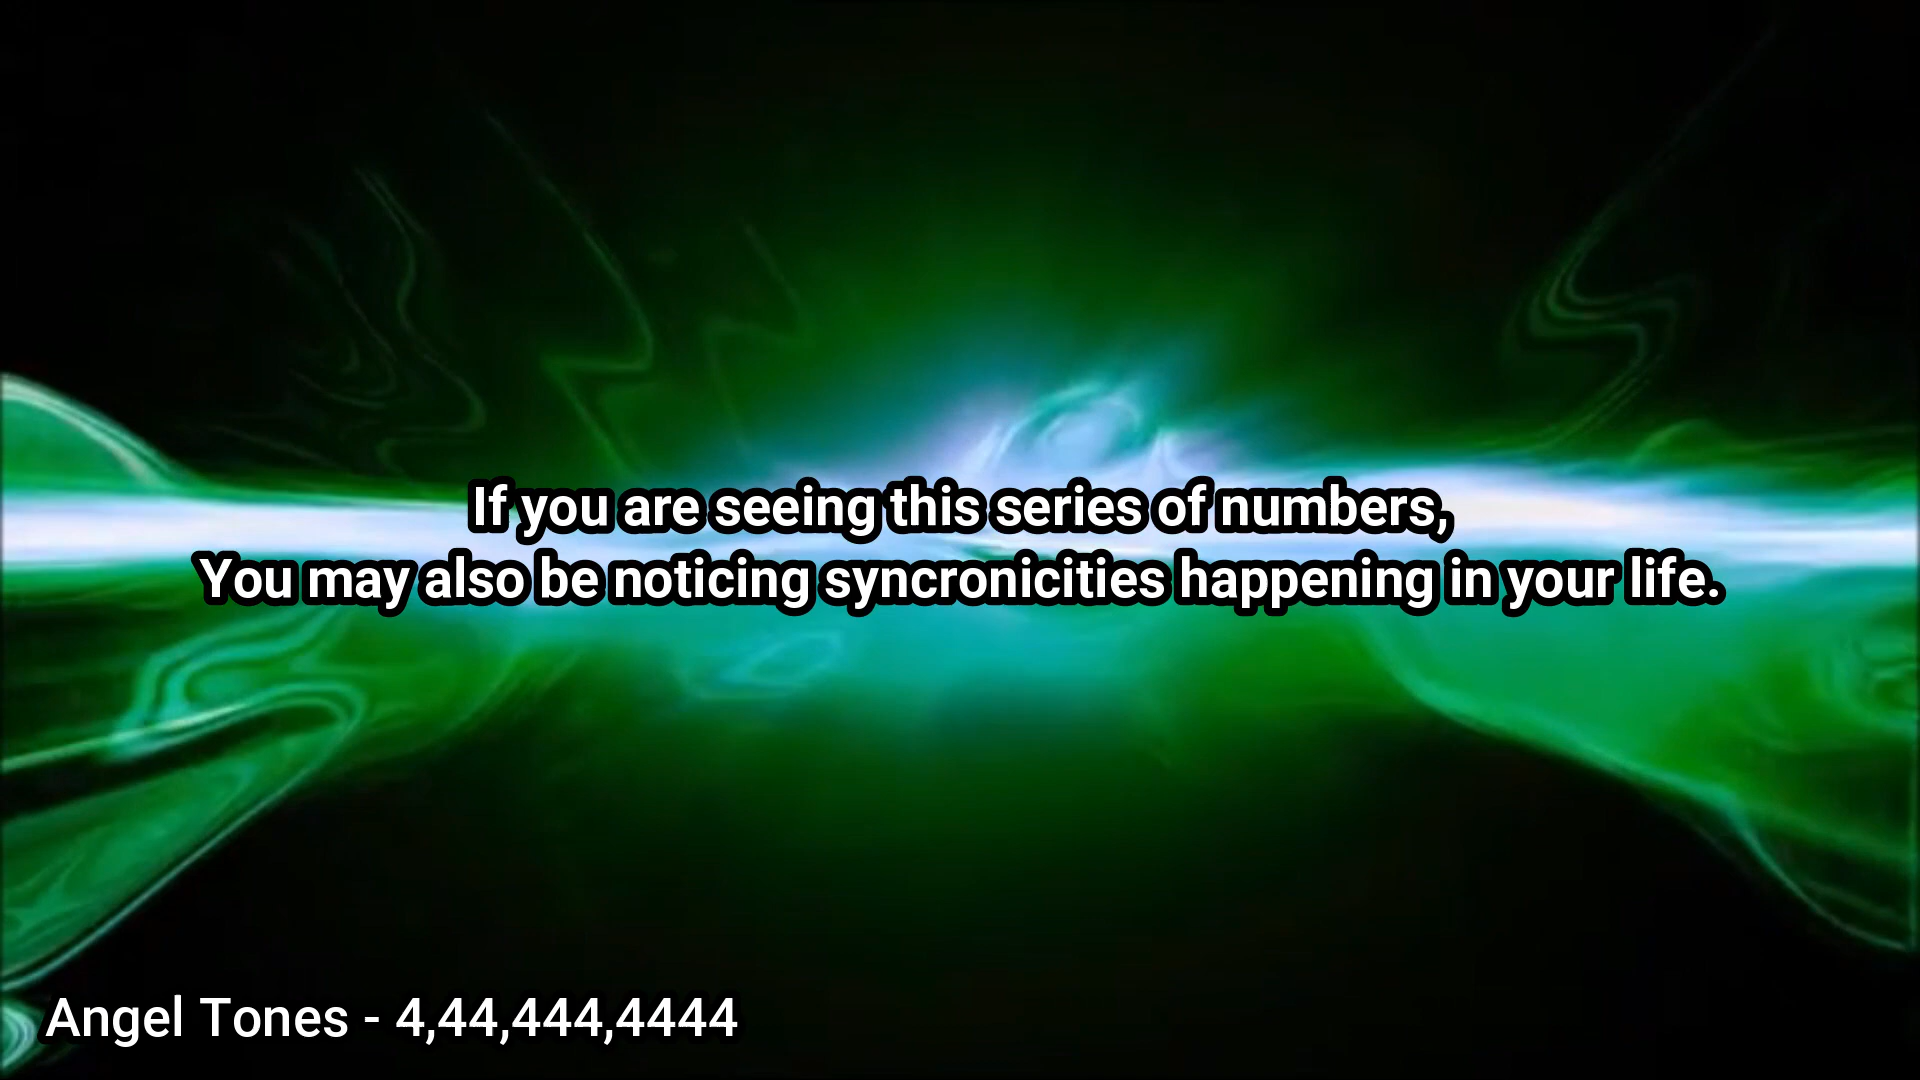 If you are seeing this series of numbers,
You may also be noticing syncronicities happening in your life.
Angel Tones - 4,44,444,4444